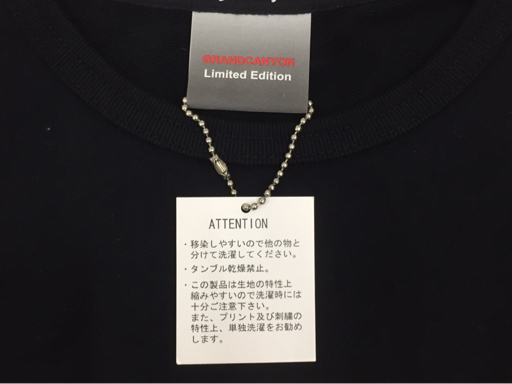 GRANDCANYON
Limited Edition
ATTENTION
・移染しやすいので他の物と
分けて洗濯してください。
・タンブル乾燥禁止。
・この製品は生地の特性上
縮みやすいので洗濯時には
十分ご注意下さい。
また、プリント及び刺繍の
特性上、単独洗濯をお勧め
します。